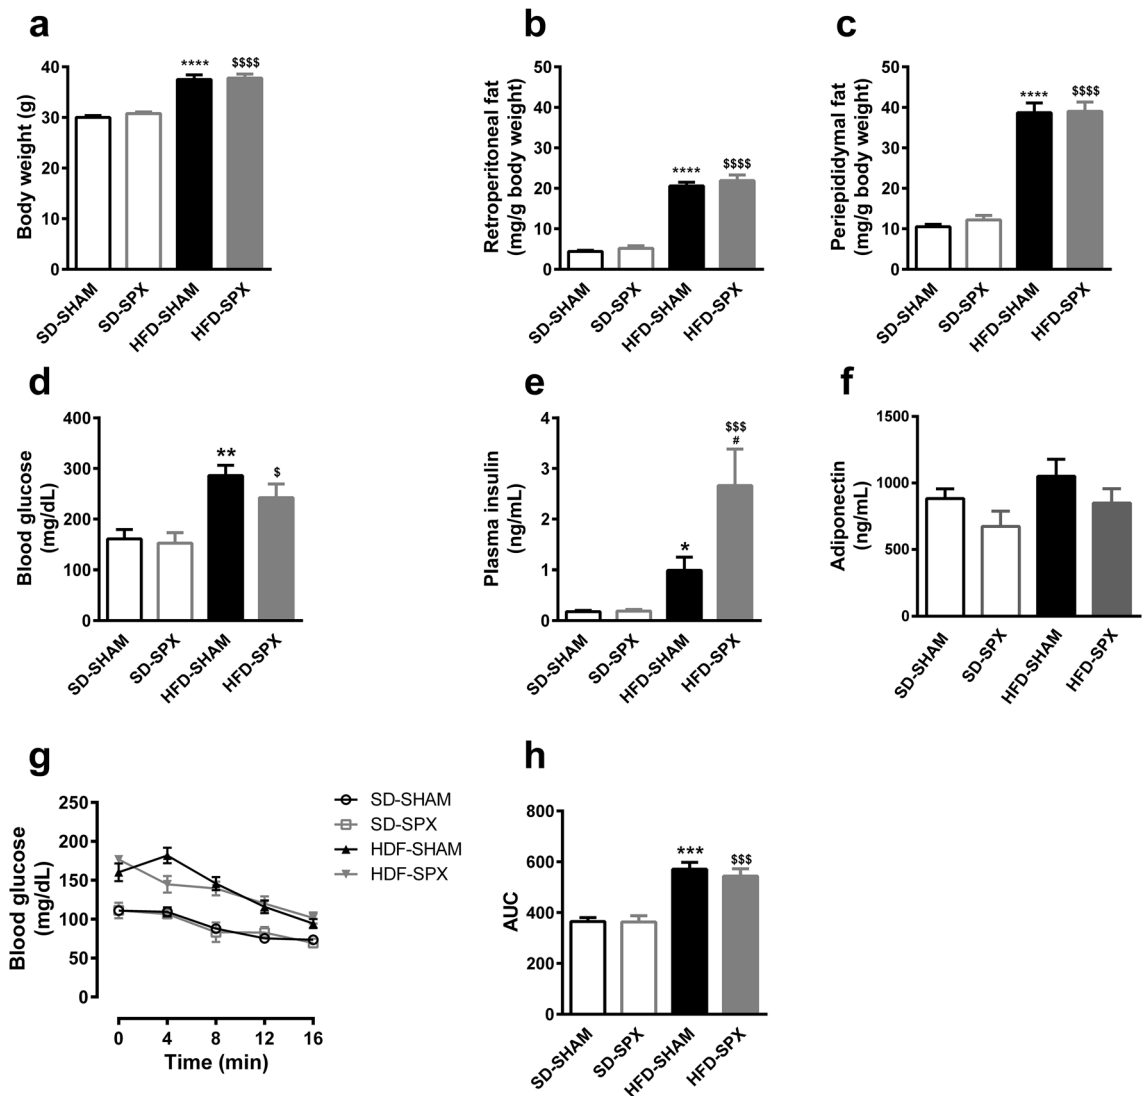 a
Body weight (g)
40
30
20
10
0
****
$$$$
SD-SHAM
SD-SPX
HFD-SHAM
HFD-SPX
b
Retroperitoneal fat
(mg/g body weight)
50
40
30
20
10
0
****
$$$$
SD-SHAM
SD-SPX
HFD-SHAM
HFD-SPX
c
Periepididymal fat
(mg/g body weight)
50
40
30
20
10
0
****
$$$$
SD-SHAM
SD-SPX
HFD-SHAM
HFD-SPX
d
Blood glucose
(mg/dL)
400
300
200
100
0
**
$
SD-SHAM
SD-SPX
HFD-SHAM
HFD-SPX
e
Plasma insulin
(ng/mL)
4
3
2
1
0
*
$$$
#
SD-SHAM
SD-SPX
HFD-SHAM
HFD-SPX
f
Adiponectin
(ng/mL)
1500
1000
500
0
SD-SHAM
SD-SPX
HFD-SHAM
HFD-SPX
g
Blood glucose
(mg/dL)
250
200
150
100
50
0
0 4 8 12 16
Time (min)
SD-SHAM
SD-SPX
HDF-SHAM
HDF-SPX
h
AUC
800
600
400
200
0
***
$$$
SD-SHAM
SD-SPX
HFD-SHAM
HFD-SPX